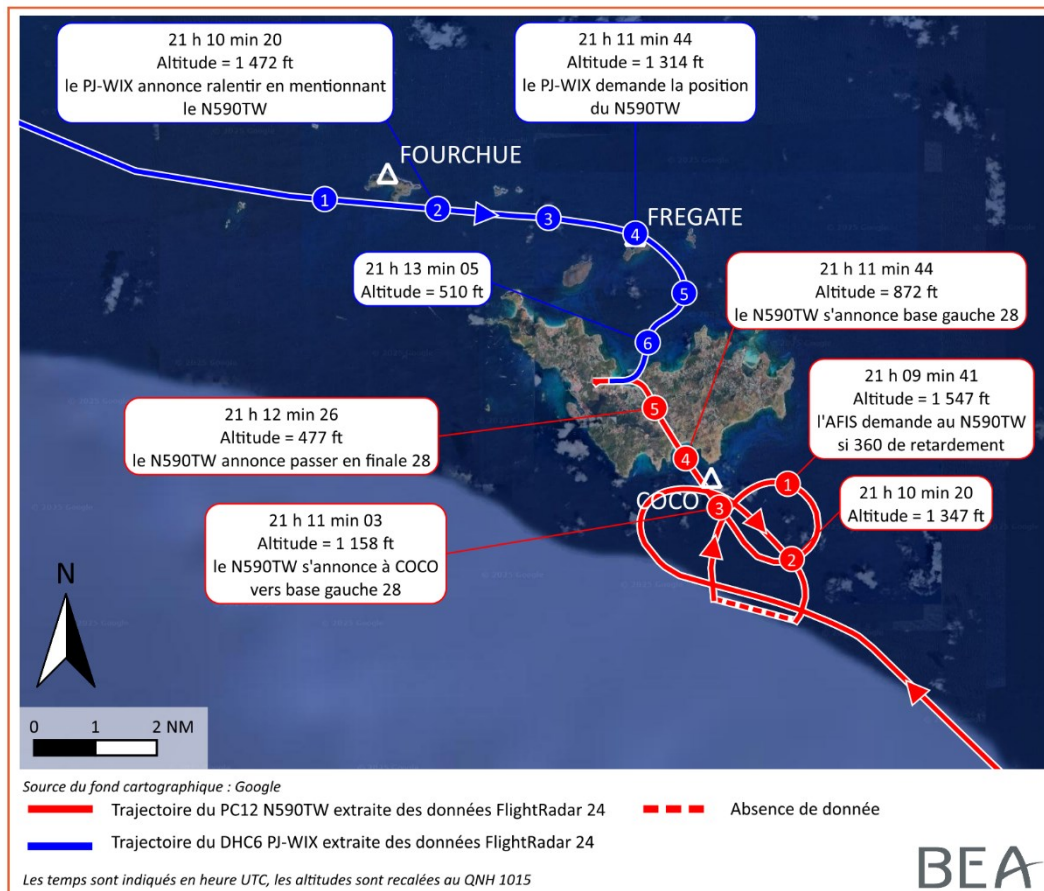 21 h 10 min 20
Altitude = 1 472 ft
le PJ-WIX annonce ralentir en mentionnant
le N590TW
21 h 11 min 44
Altitude = 1 314 ft
le PJ-WIX demande la position
du N590TW
FOURCHUE
1
2
3
4
FREGATE
21 h 13 min 05
Altitude = 510 ft
5
6
21 h 11 min 44
Altitude = 872 ft
le N590TW s'annonce base gauche 28
21 h 12 min 26
Altitude = 477 ft
le N590TW annonce passer en finale 28
5
4
21 h 09 min 41
Altitude = 1 547 ft
l'AFIS demande au N590TW
si 360 de retardement
COCO
1
3
2
21 h 10 min 20
Altitude = 1 347 ft
21 h 11 min 03
Altitude = 1 158 ft
le N590TW s'annonce à COCO
vers base gauche 28
N
0 1 2 NM
Source du fond cartographique : Google
Trajectoire du PC12 N590TW extraite des données FlightRadar 24
Absence de donnée
Trajectoire du DHC6 PJ-WIX extraite des données FlightRadar 24
Les temps sont indiqués en heure UTC, les altitudes sont recalées au QNH 1015
BEA